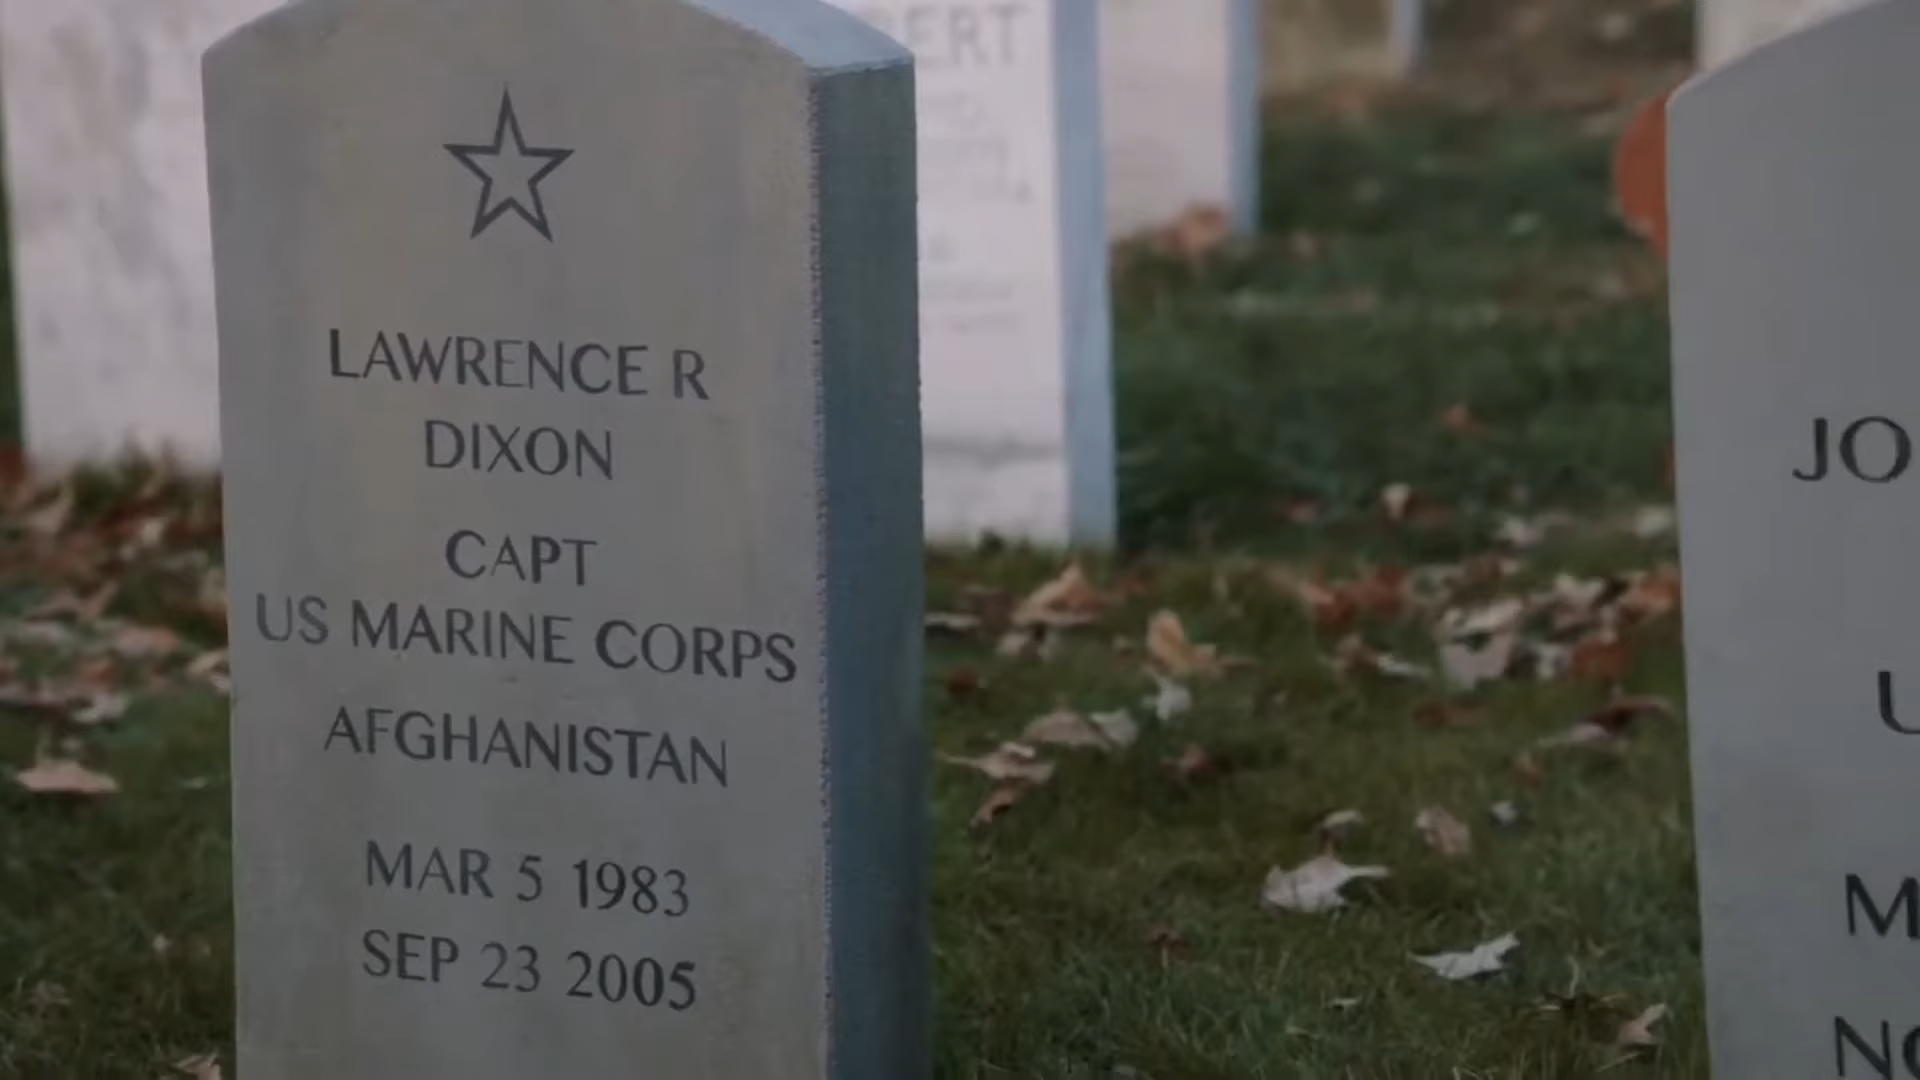 LAWRENCE R
DIXON
CAPT
US MARINE CORPS
AFGHANISTAN
MAR 5 1983
SEP 23 2005